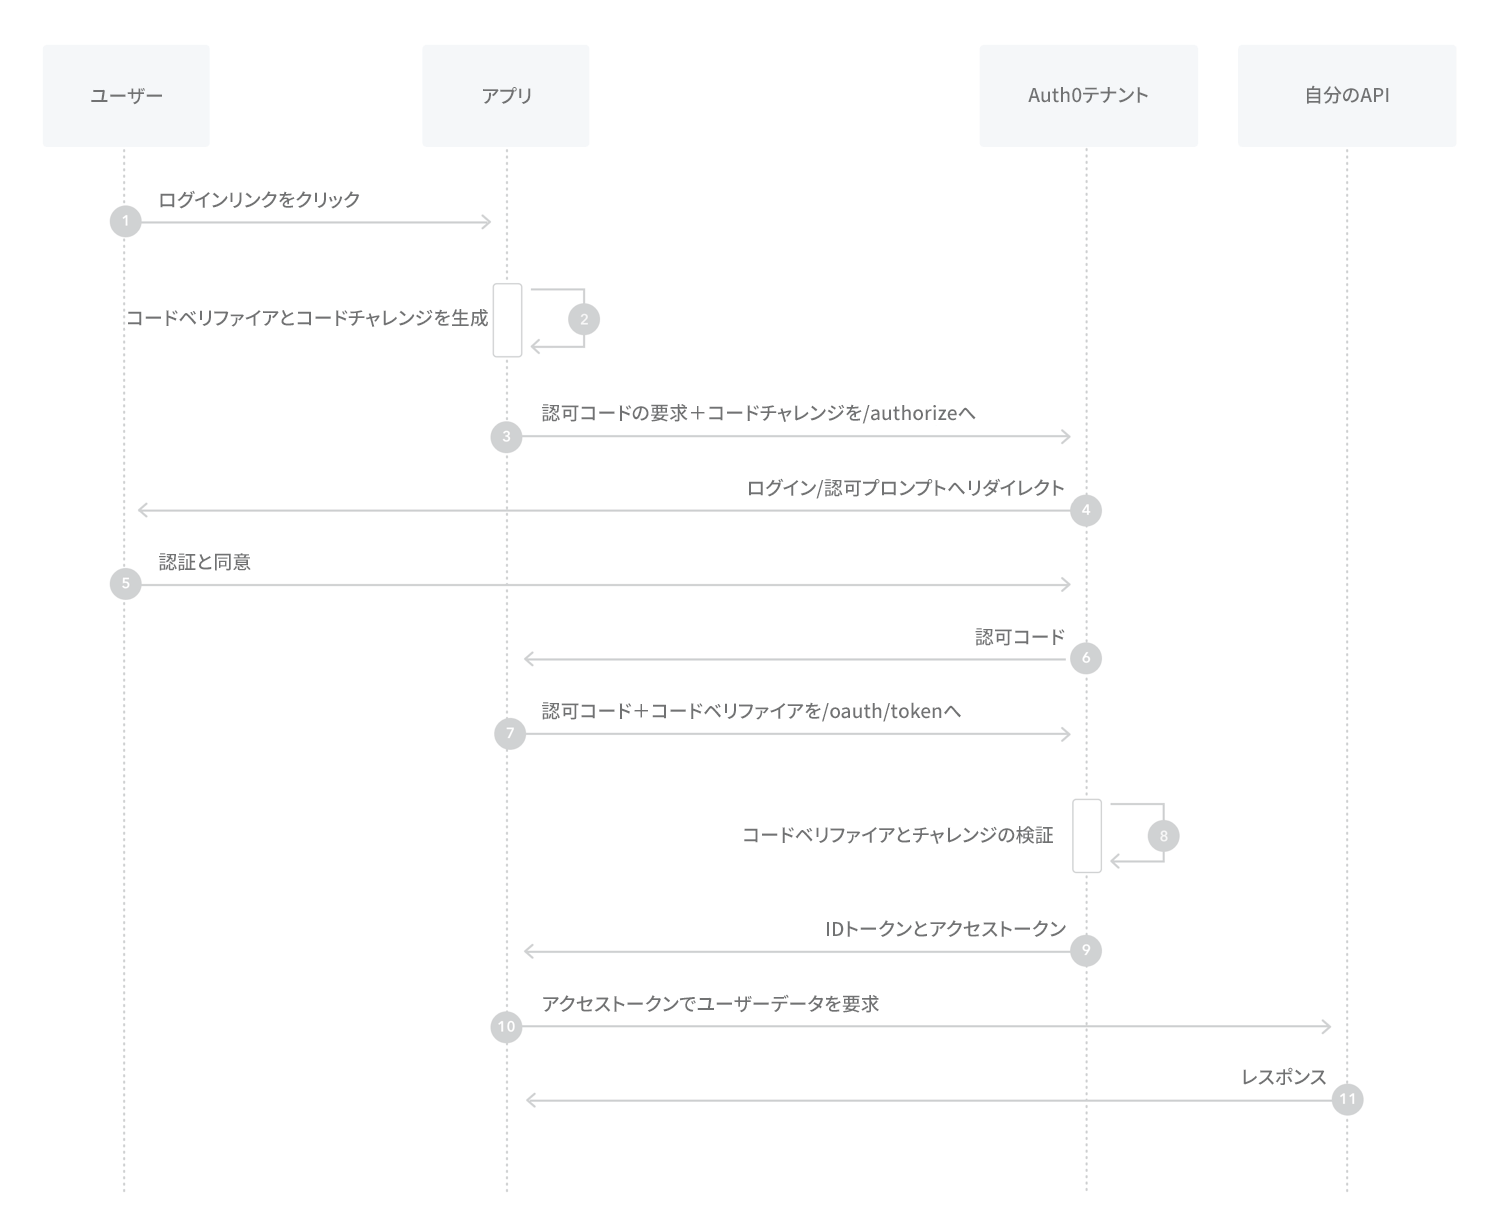 ユーザー
アプリ
Auth0テナント
自分のAPI
ログインリンクをクリック
1
コードベリファイアとコードチャレンジを生成
2
認可コードの要求＋コードチャレンジを/authorizeへ
3
ログイン/認可プロンプトへリダイレクト
4
認証と同意
5
認可コード
6
認可コード＋コードベリファイアを/oauth/tokenへ
7
コードベリファイアとチャレンジの検証
8
IDトークンとアクセストークン
9
アクセストークンでユーザーデータを要求
10
レスポンス
11